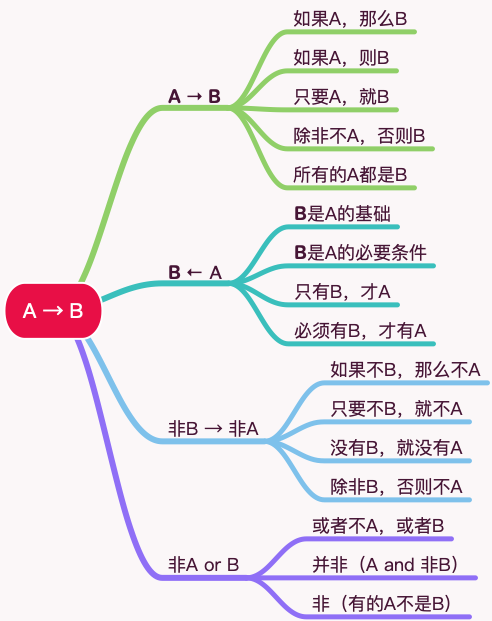 A → B
A → B
如果A，那么B
如果A，则B
只要A，就B
除非不A，否则B
所有的A都是B
B ← A
B是A的基础
B是A的必要条件
只有B，才A
必须有B，才有A
非B → 非A
如果不B，那么不A
只要不B，就不A
没有B，就没有A
除非B，否则不A
非A or B
或者不A，或者B
并非（A and 非B）
非（有的A不是B）